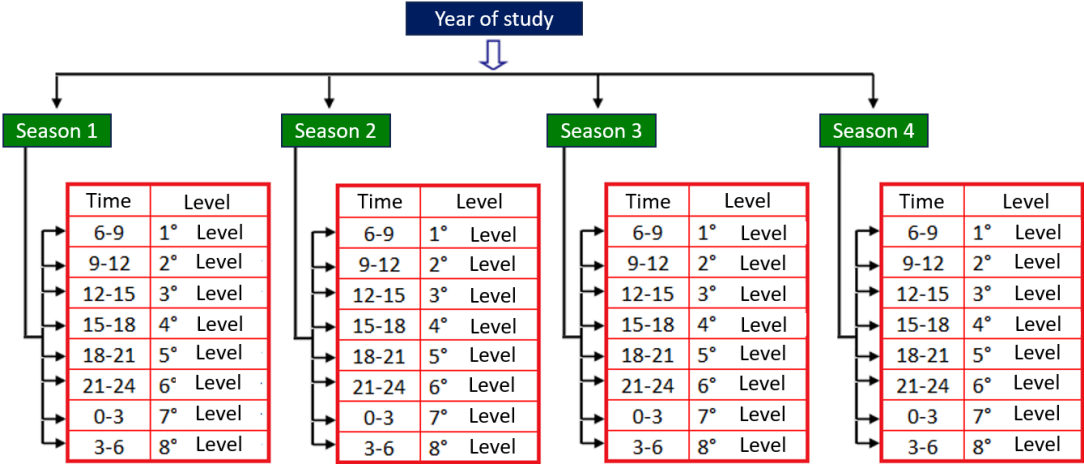 Year of study
Season 1 Season 2 Season 3 Season 4
Time Level Time Level Time Level Time Level
6-9 1° Level 6-9 1° Level 6-9 1° Level 6-9 1° Level
9-12 2° Level 9-12 2° Level 9-12 2° Level 9-12 2° Level
12-15 3° Level 12-15 3° Level 12-15 3° Level 12-15 3° Level
15-18 4° Level 15-18 4° Level 15-18 4° Level 15-18 4° Level
18-21 5° Level 18-21 5° Level 18-21 5° Level 18-21 5° Level
21-24 6° Level 21-24 6° Level 21-24 6° Level 21-24 6° Level
0-3 7° Level 0-3 7° Level 0-3 7° Level 0-3 7° Level
3-6 8° Level 3-6 8° Level 3-6 8° Level 3-6 8° Level